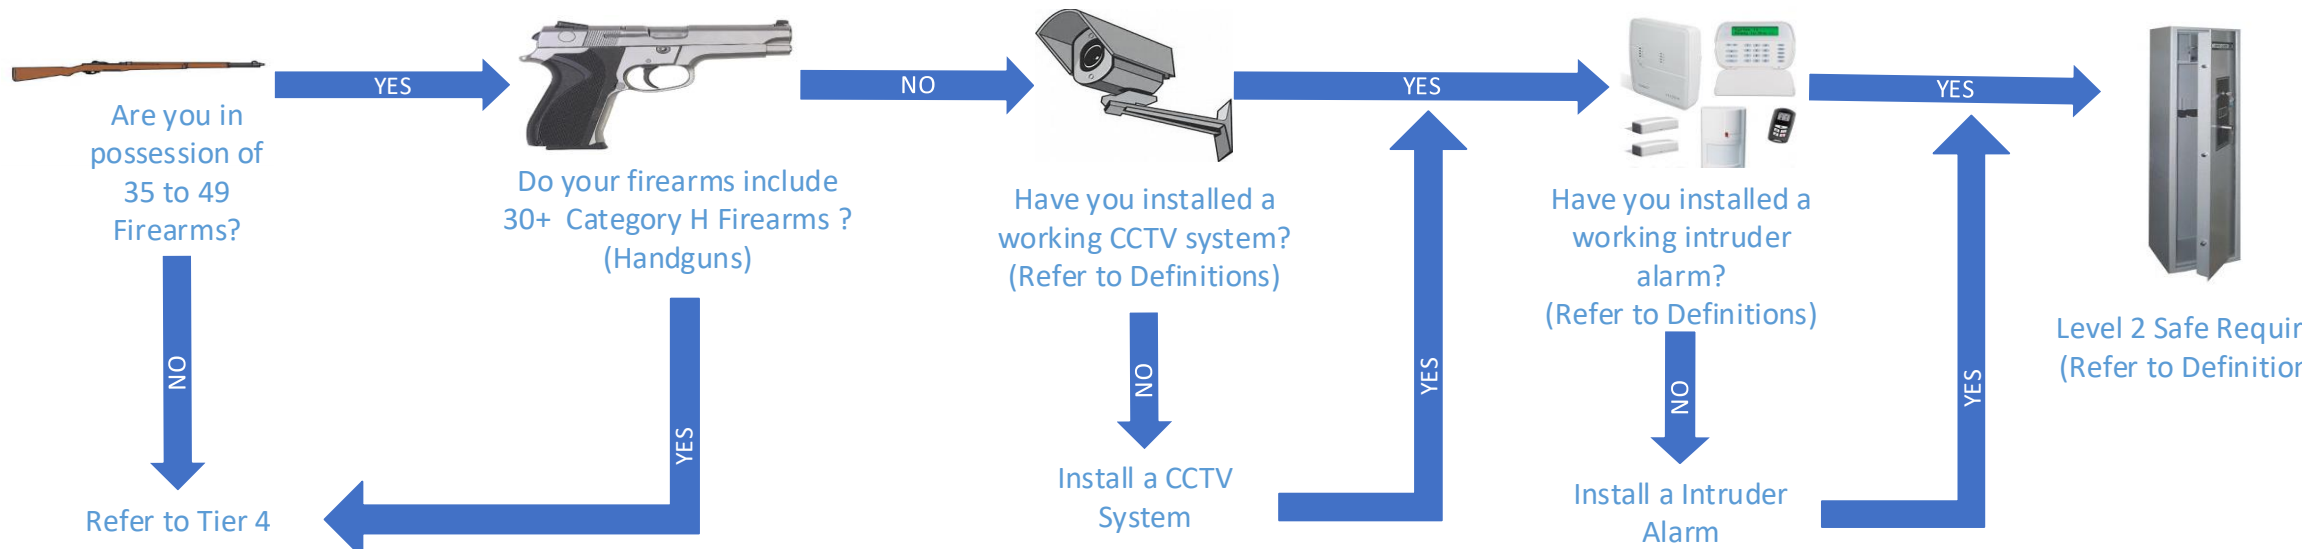 Are you in
possession of
35 to 49
Firearms?
YES
NO
Refer to Tier 4
Do your firearms include
30+ Category H Firearms ?
(Handguns)
NO
YES
Have you installed a
working CCTV system?
(Refer to Definitions)
YES
NO
Install a CCTV
System
YES
Have you installed a
working intruder
alarm?
(Refer to Definitions)
YES
NO
Install a Intruder
Alarm
YES
Level 2 Safe Requir
(Refer to Definition